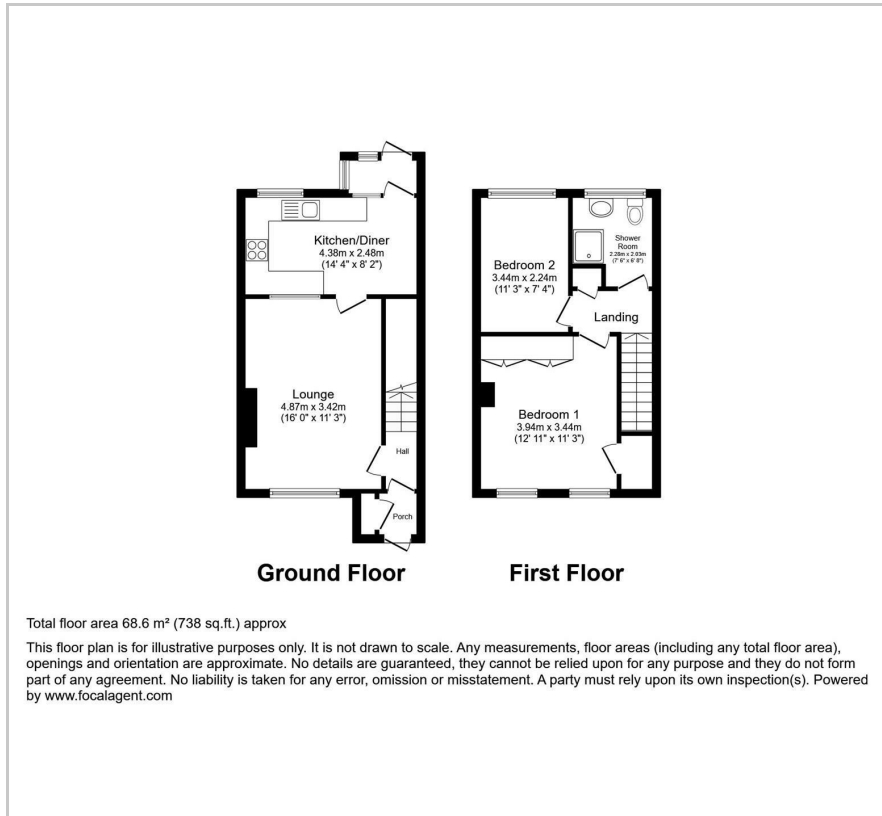 Kitchen/Diner
4.38m x 2.48m
(14' 4" x 8' 2")
Lounge
4.87m x 3.42m
(16' 0" x 11' 3")
Hall
Porch
Ground Floor
Bedroom 2
3.44m x 2.24m
(11' 3" x 7' 4")
Shower
Room
2.28m x 2.03m
(7' 6" x 6' 8")
Landing
Bedroom 1
3.94m x 3.44m
(12' 11" x 11' 3")
First Floor
Total floor area 68.6 m² (738 sq.ft.) approx
This floor plan is for illustrative purposes only. It is not drawn to scale. Any measurements, floor areas (including any total floor area),
openings and orientation are approximate. No details are guaranteed, they cannot be relied upon for any purpose and they do not form
part of any agreement. No liability is taken for any error, omission or misstatement. A party must rely upon its own inspection(s). Powered
by www.focalagent.com